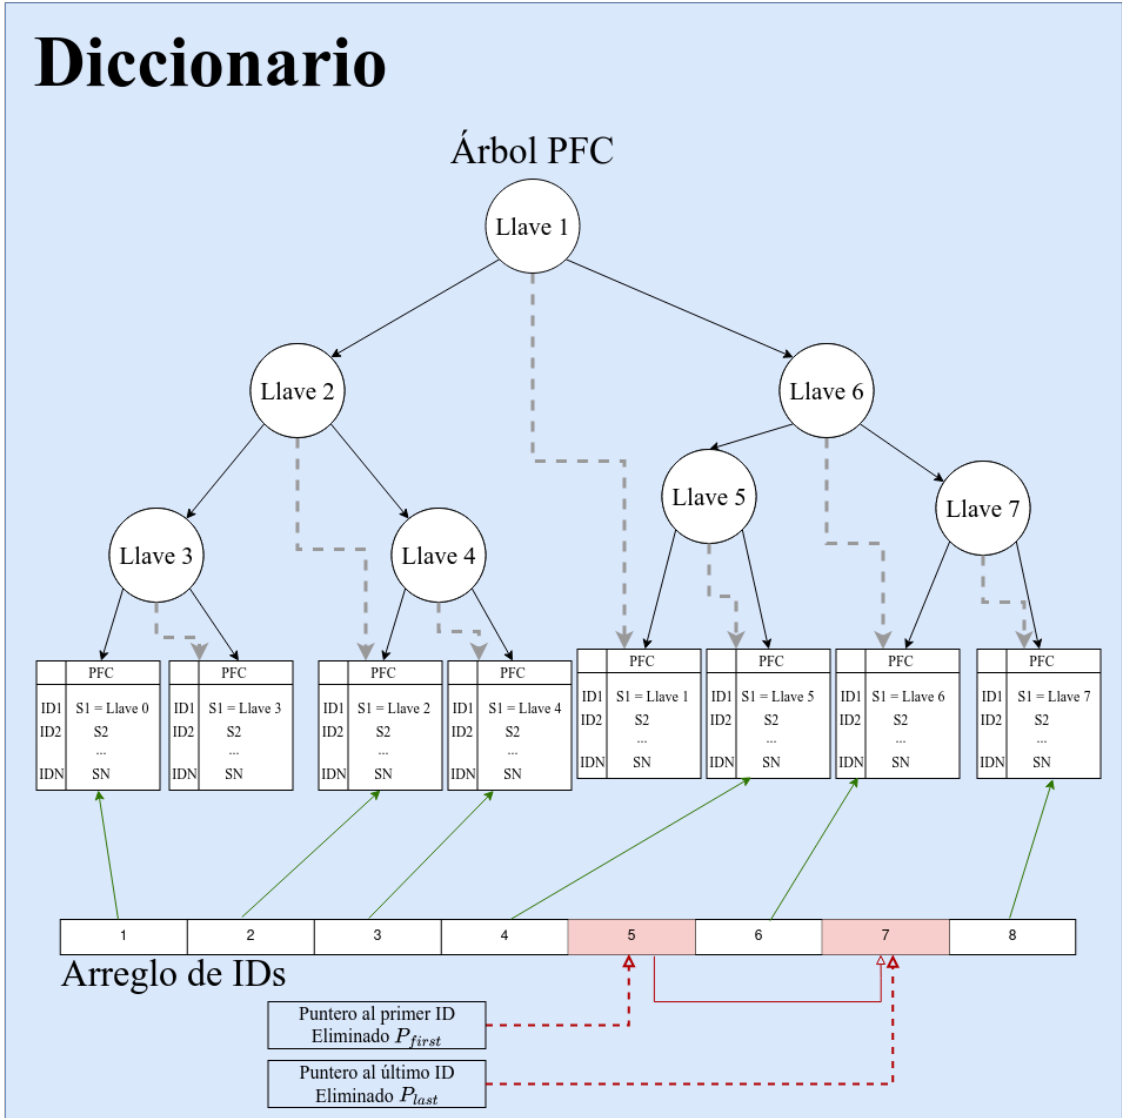 Diccionario
Árbol PFC
Llave 1
Llave 2
Llave 6
Llave 5
Llave 7
Llave 3
Llave 4
PFC
ID1 S1 = Llave 0
ID2 S2
...
IDN SN
PFC
ID1 S1 = Llave 3
ID2 S2
...
IDN SN
PFC
ID1 S1 = Llave 2
ID2 S2
...
IDN SN
PFC
ID1 S1 = Llave 4
ID2 S2
...
IDN SN
PFC
ID1 S1 = Llave 1
ID2 S2
...
IDN SN
PFC
ID1 S1 = Llave 5
ID2 S2
...
IDN SN
PFC
ID1 S1 = Llave 6
ID2 S2
...
IDN SN
PFC
ID1 S1 = Llave 7
ID2 S2
...
IDN SN
1 2 3 4 5 6 7 8
Arreglo de IDs
Puntero al primer ID
Eliminado P_first
Puntero al último ID
Eliminado P_last